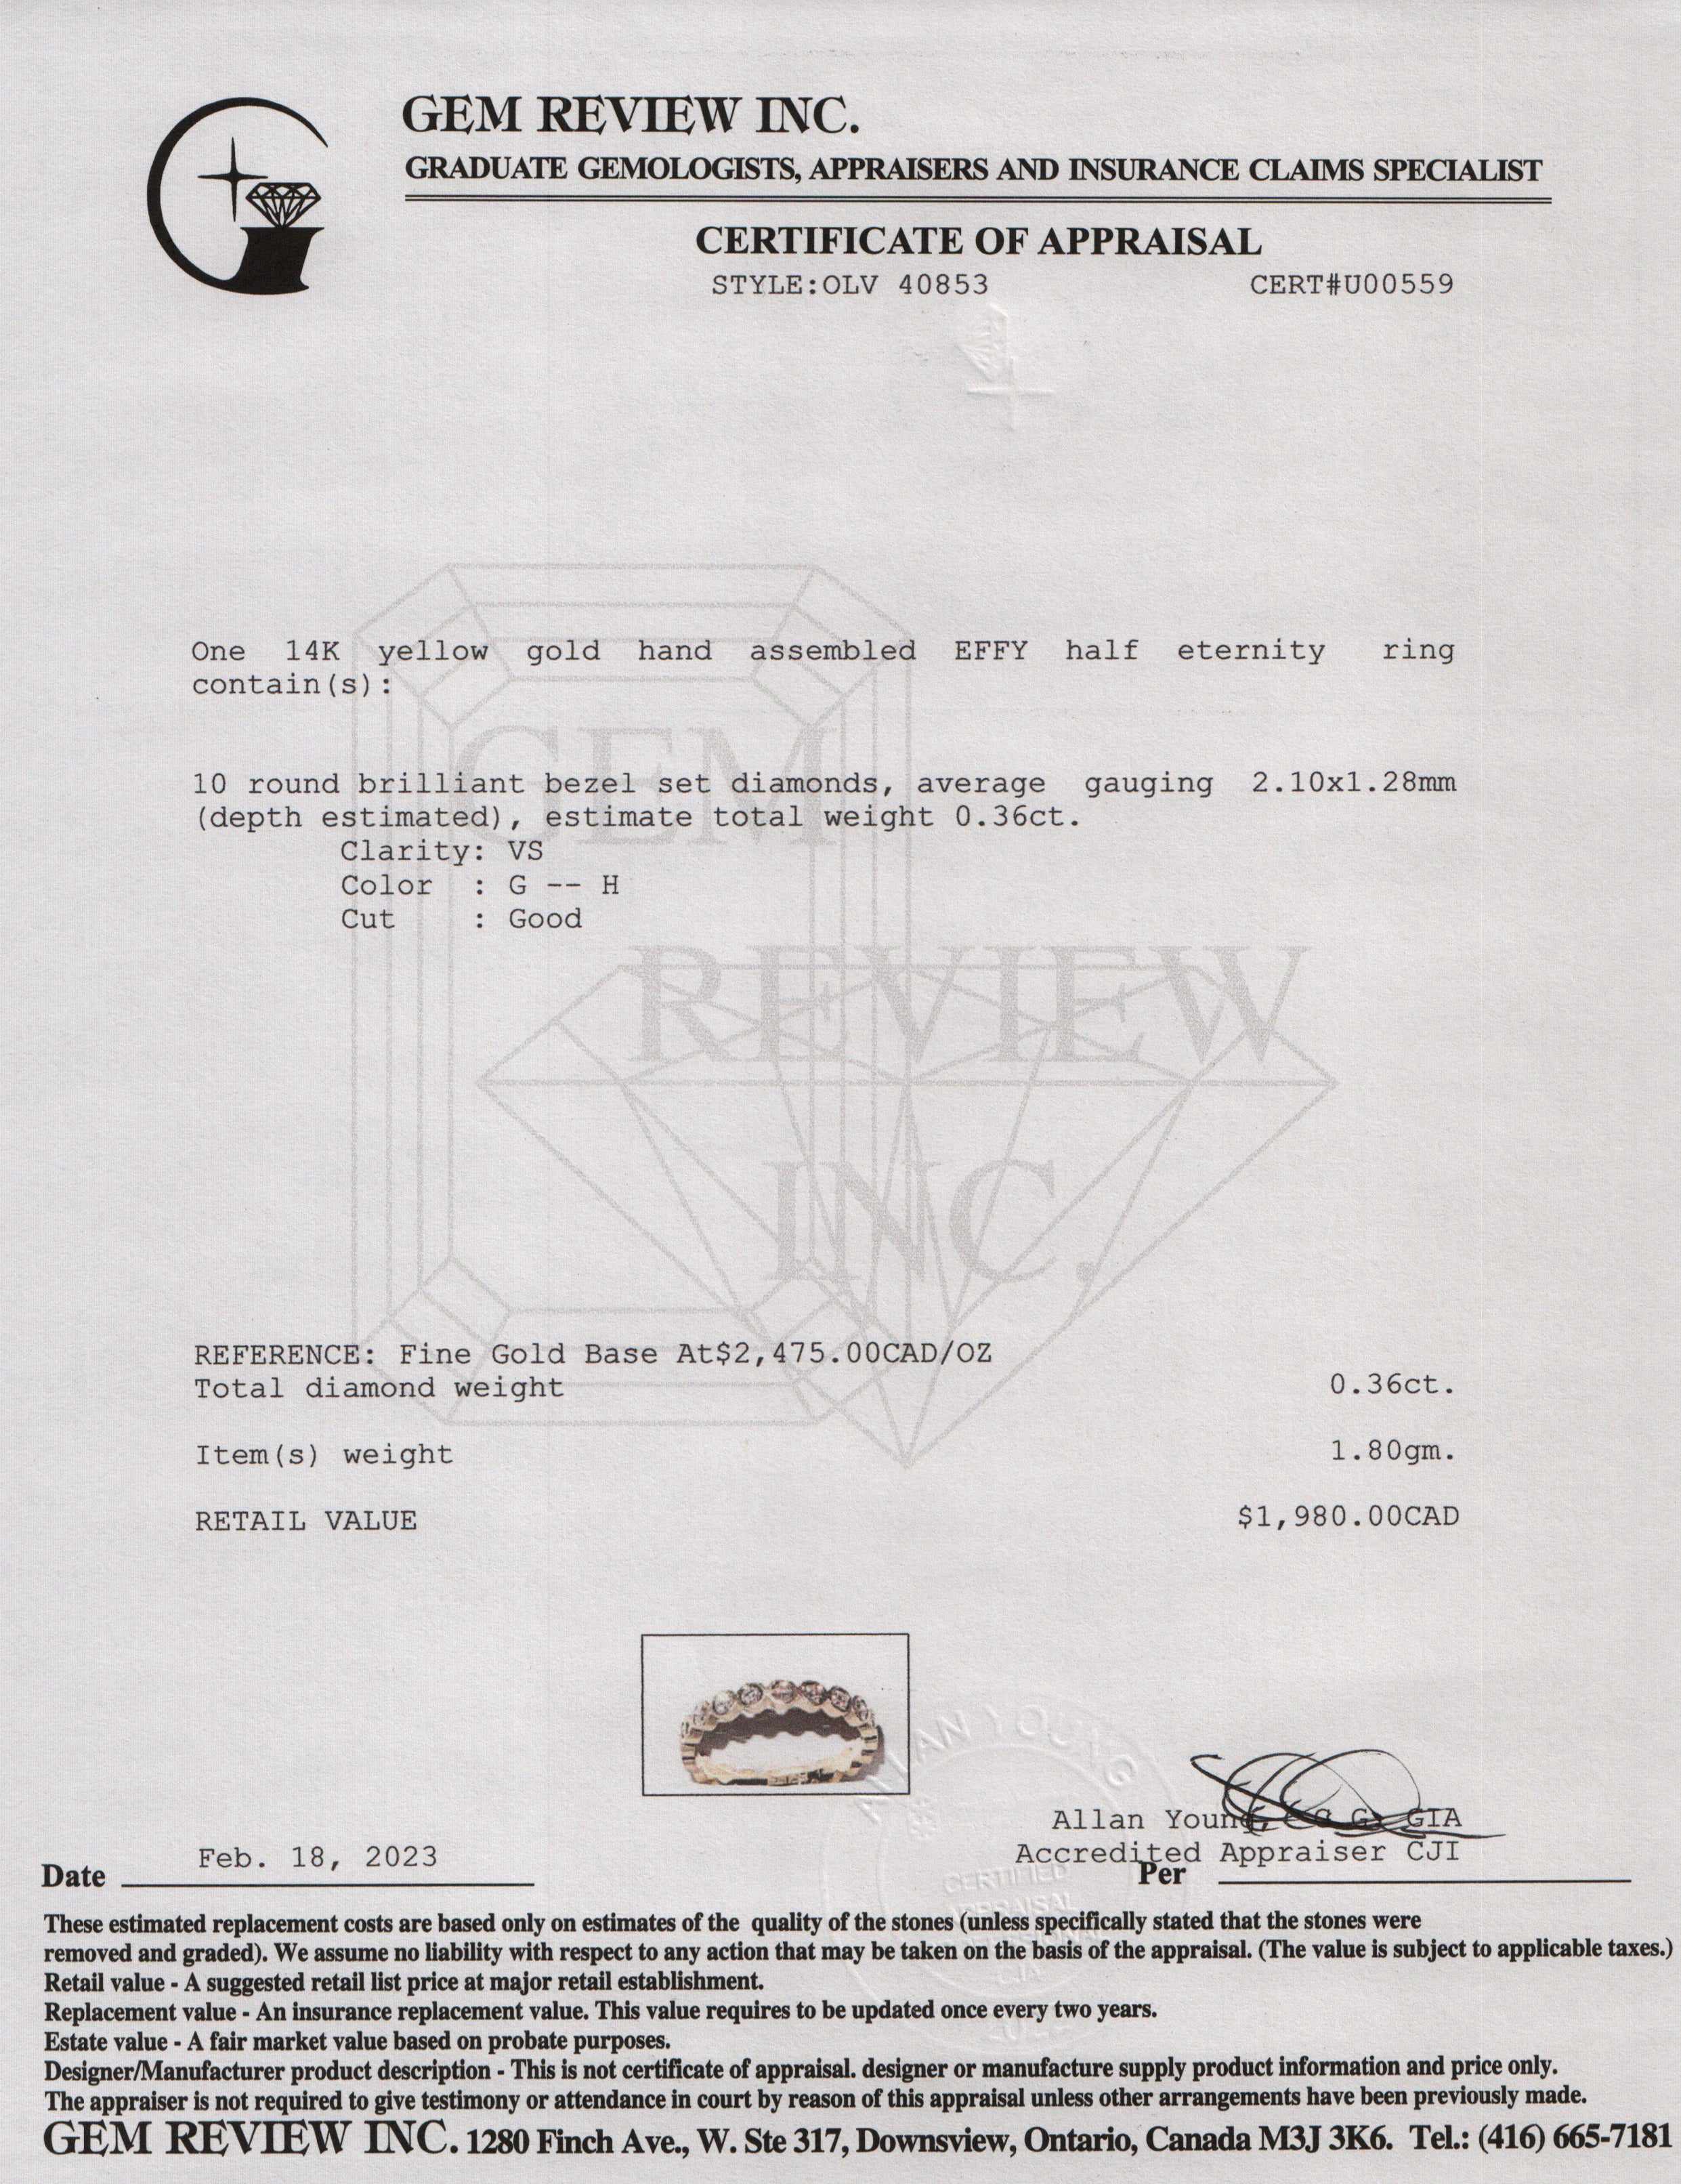 GEM REVIEW INC.
GRADUATE GEMOLOGISTS, APPRAISERS AND INSURANCE CLAIMS SPECIALIST
CERTIFICATE OF APPRAISAL
STYLE:OLV 40853 CERT#U00559
One 14K yellow gold hand assembled EFFY half eternity ring
contain(s):
10 round brilliant bezel set diamonds, average gauging 2.10x1.28mm
(depth estimated), estimate total weight 0.36ct.
Clarity: VS
Color : G -- H
Cut : Good
GEM
REVIEW
INC.
REFERENCE: Fine Gold Base At$2,475.00CAD/OZ
Total diamond weight 0.36ct.
Item(s) weight 1.80gm.
RETAIL VALUE $1,980.00CAD
ALLAN YOUNG
CERTIFIED
APPRAISAL
Allan Young, GIA
Accredited Appraiser CJI
Date Feb. 18, 2023 Per
These estimated replacement costs are based only on estimates of the quality of the stones (unless specifically stated that the stones were
removed and graded). We assume no liability with respect to any action that may be taken on the basis of the appraisal. (The value is subject to applicable taxes.)
Retail value - A suggested retail list price at major retail establishment.
Replacement value - An insurance replacement value. This value requires to be updated once every two years.
Estate value - A fair market value based on probate purposes.
Designer/Manufacturer product description - This is not certificate of appraisal. designer or manufacture supply product information and price only.
The appraiser is not required to give testimony or attendance in court by reason of this appraisal unless other arrangements have been previously made.
GEM REVIEW INC. 1280 Finch Ave., W. Ste 317, Downsview, Ontario, Canada M3J 3K6. Tel.: (416) 665-7181